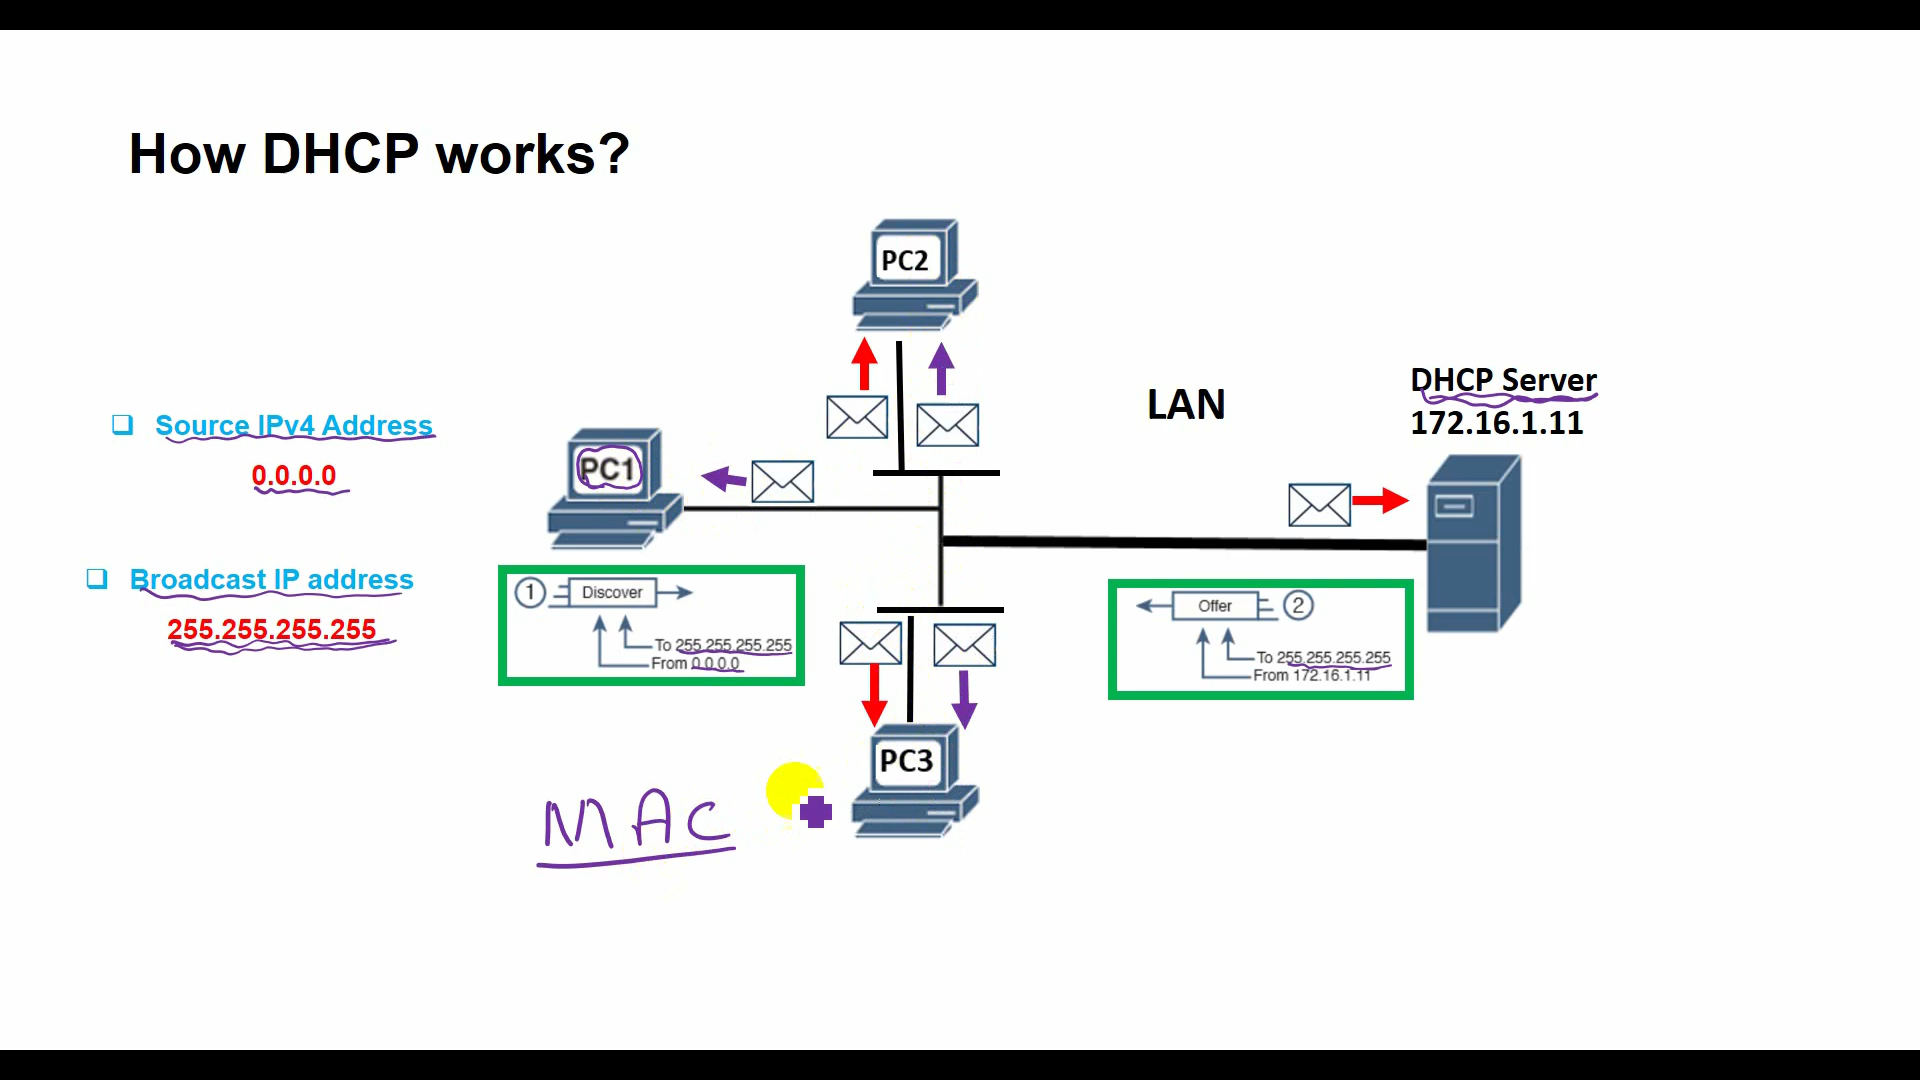 How DHCP works?
PC2
LAN
DHCP Server
172.16.1.11
Source IPv4 Address
0.0.0.0
PC1
Broadcast IP address
255.255.255.255
1 Discover
To 255.255.255.255
From 0.0.0.0
Offer 2
To 255.255.255.255
From 172.16.1.11
PC3
MAC